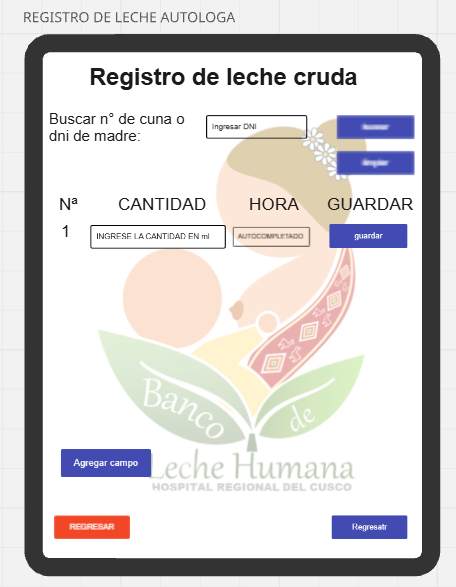 REGISTRO DE LECHE AUTOLOGA
Registro de leche cruda
Buscar n° de cuna o
dni de madre:
Ingresar DNI
buscar
limpiar
Nª CANTIDAD HORA GUARDAR
1 INGRESE LA CANTIDAD EN ml AUTOCOMPLETADO guardar
Banco de
Agregar campo
Leche Humana
HOSPITAL REGIONAL DEL CUSCO
REGRESAR Regresatr